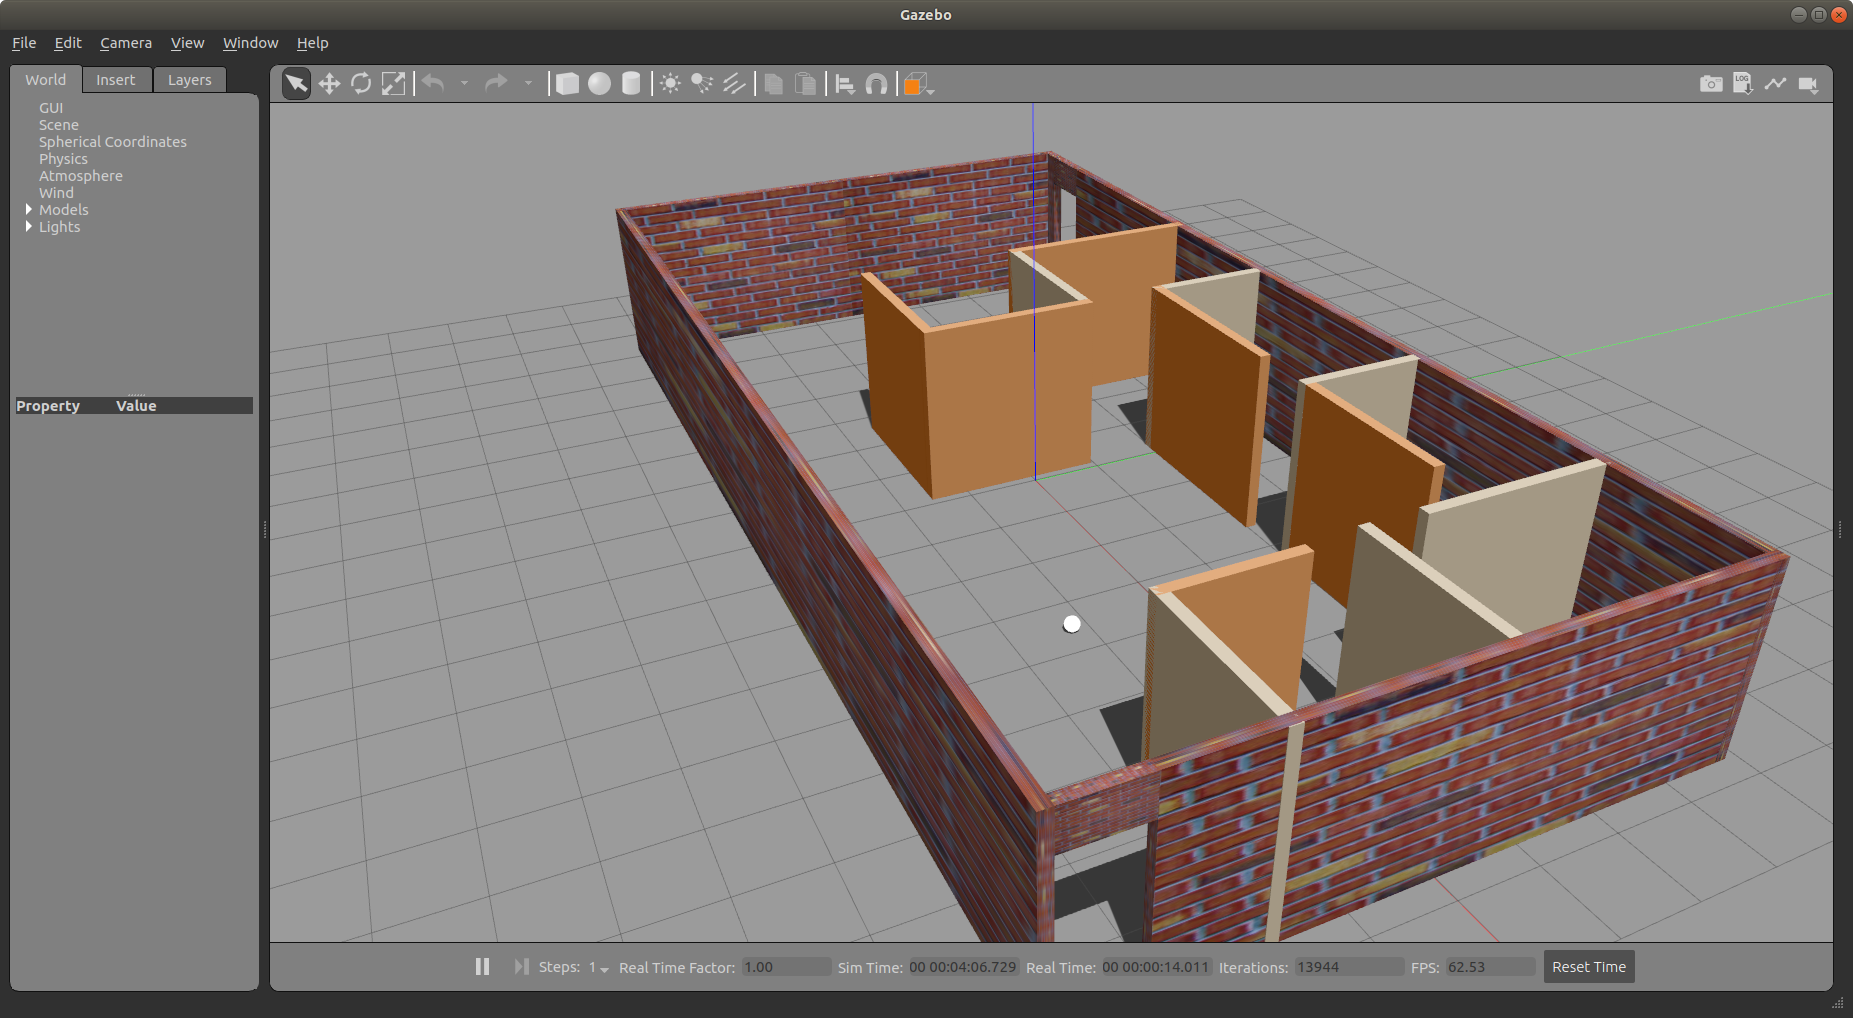 Gazebo
File Edit Camera View Window Help
World Insert Layers
LOG
GUI
Scene
Spherical Coordinates
Physics
Atmosphere
Wind
Models
Lights
Property Value
Steps: 1 Real Time Factor: 1.00 Sim Time: 00 00:04:06.729 Real Time: 00 00:00:14.011 Iterations: 13944 FPS: 62.53 Reset Time